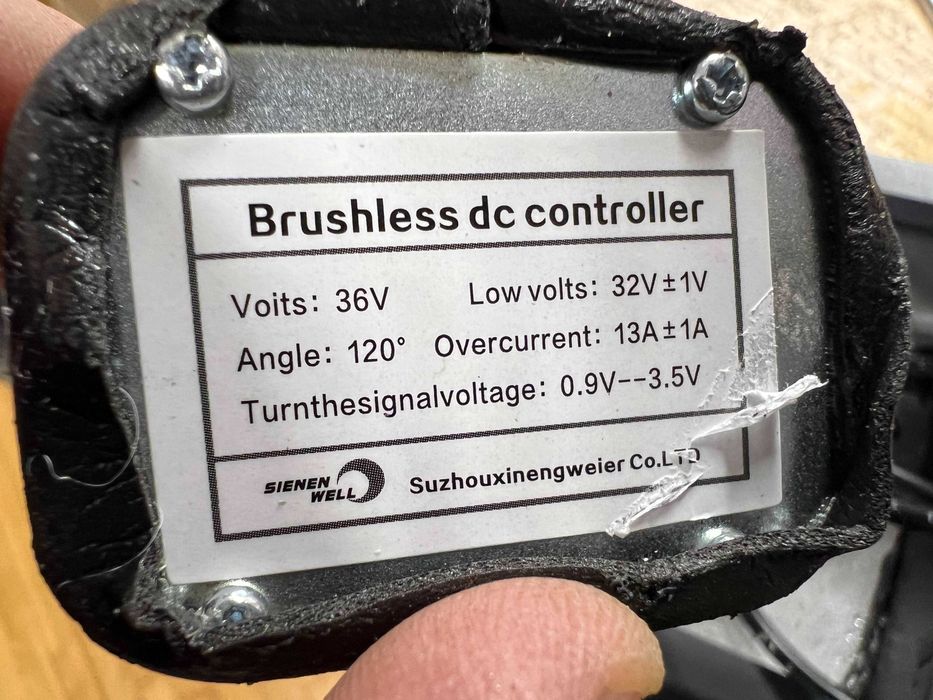 Brushless dc controller
Voits: 36V Low volts: 32V±1V
Angle: 120° Overcurrent: 13A±1A
Turnthesignalvoltage: 0.9V--3.5V
SIENEN WELL Suzhouxinengweier Co.LTD